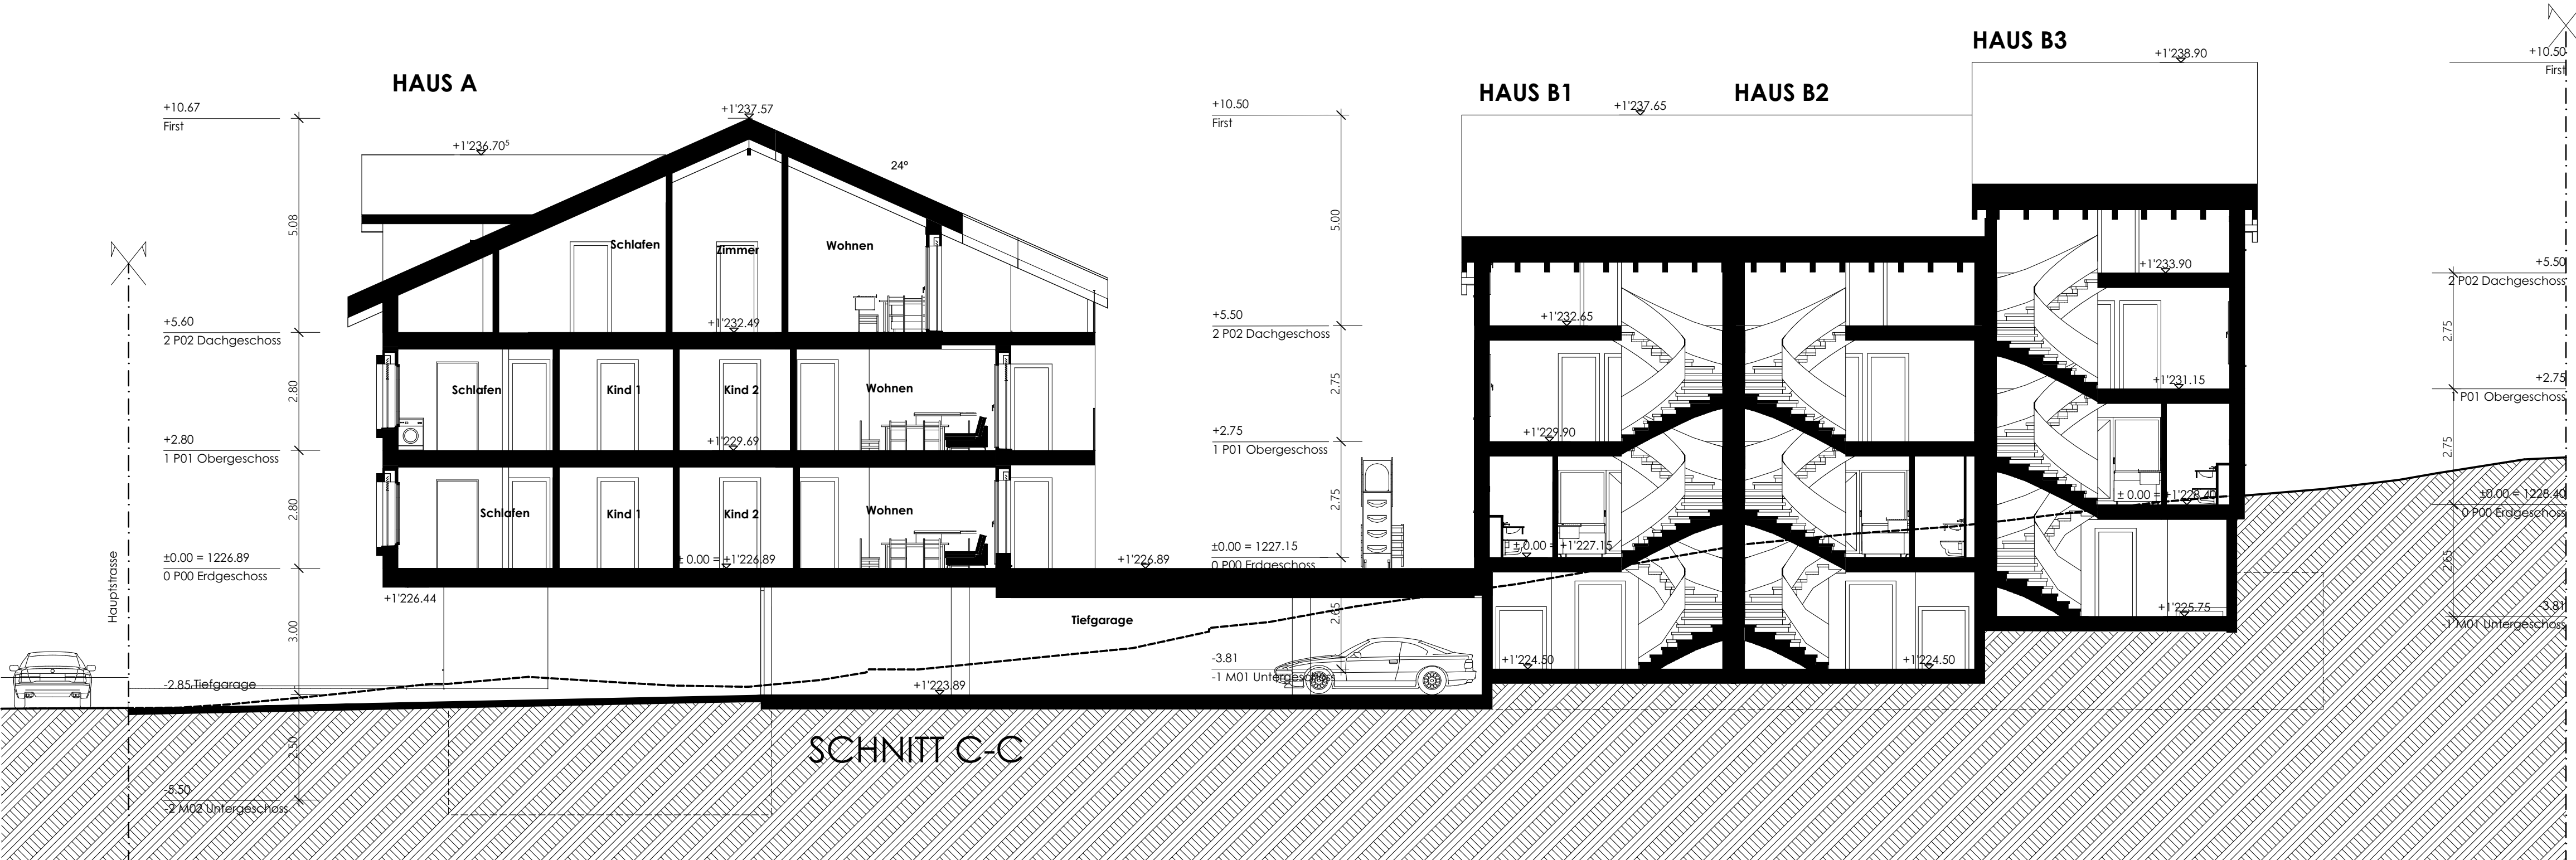 HAUS A
HAUS B1
HAUS B2
HAUS B3
+10.67
First
+1'236.70⁵
+1'237.57
24°
5.08
Schlafen
Zimmer
Wohnen
+5.60
2 P02 Dachgeschoss
+1'232.49
2.80
Schlafen
Kind 1
Kind 2
Wohnen
+2.80
1 P01 Obergeschoss
+1'229.69
2.80
Schlafen
Kind 1
Kind 2
Wohnen
±0.00 = 1226.89
0 P00 Erdgeschoss
± 0.00 = +1'226.89
+1'226.89
+1'226.44
Hauptstrasse
3.00
Tiefgarage
-2.85 Tiefgarage
+1'223.89
2.50
-5.50
-2 M02 Untergeschoss
SCHNITT C-C
+10.50
First
+1'237.65
5.00
+5.50
2 P02 Dachgeschoss
+1'232.65
2.75
+2.75
1 P01 Obergeschoss
+1'229.90
2.75
±0.00 = 1227.15
0 P00 Erdgeschoss
± 0.00 = +1'227.15
2.65
-3.81
-1 M01 Untergeschoss
+1'224.50
+1'224.50
+1'238.90
+10.50
First
+1'233.90
+5.50
2 P02 Dachgeschoss
2.75
+1'231.15
+2.75
1 P01 Obergeschoss
2.75
± 0.00 = +1'228.40
±0.00 = 1228.40
0 P00 Erdgeschoss
2.65
+1'225.75
-3.81
-1 M01 Untergeschoss